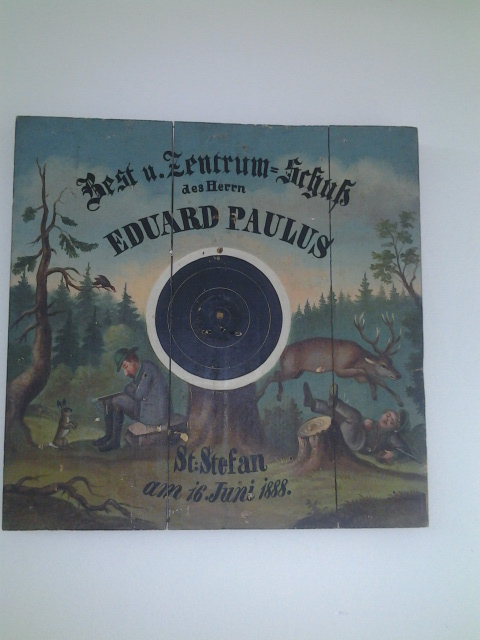 Best u. Zentrum=Schuß
des Herrn
EDUARD PAULUS
St: Stefan
am 16. Juni 1888.